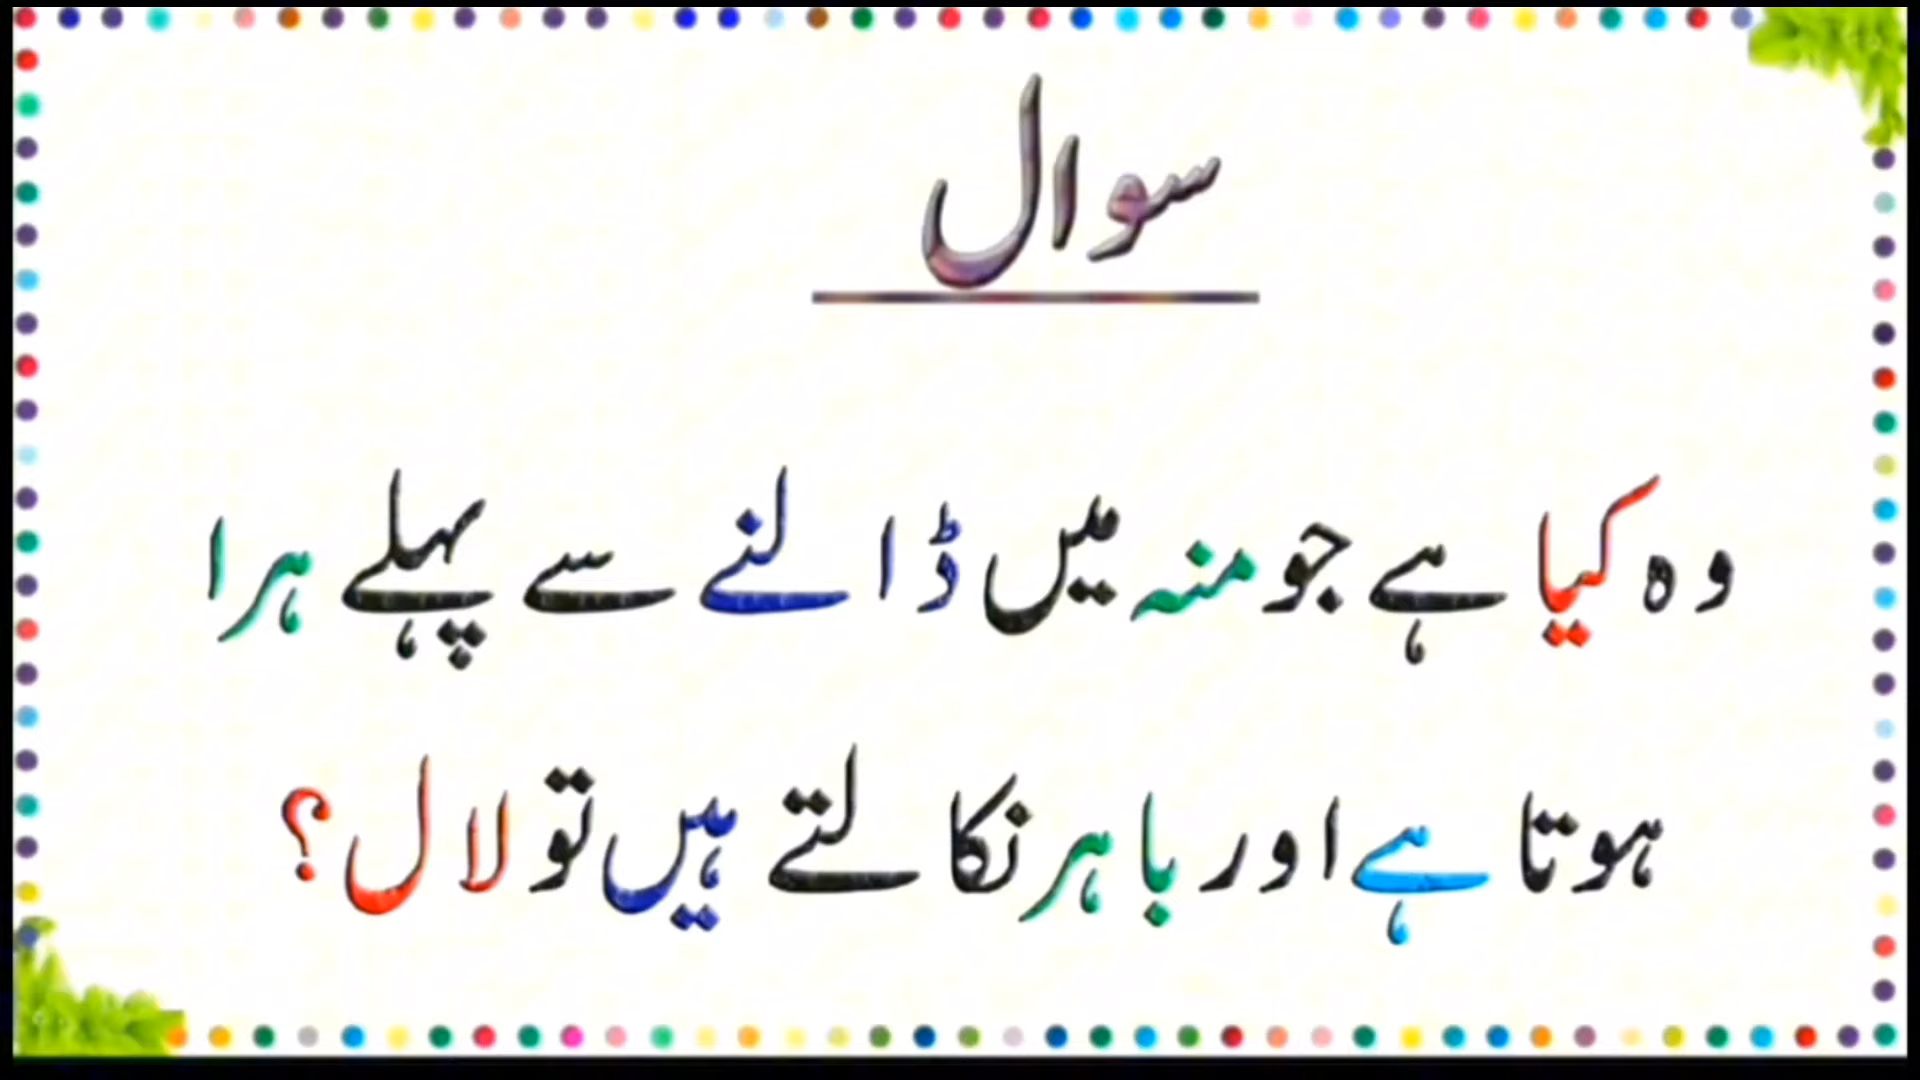 سوال
وہ کیا ہے جو منہ میں ڈالنے سے پہلے ہرا
ہوتا ہے اور باہر نکالتے ہیں تو لال؟